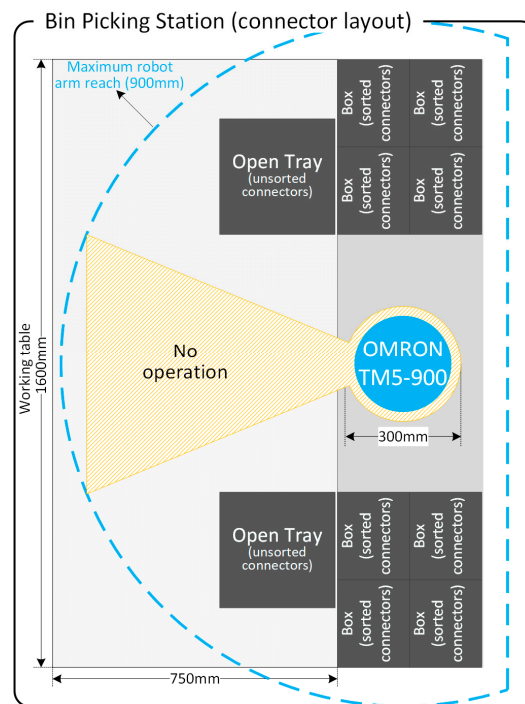 Bin Picking Station (connector layout)
Maximum robot
arm reach (900mm)
Box
(sorted
connectors)
Box
(sorted
connectors)
Open Tray
(unsorted
connectors)
Box
(sorted
connectors)
Box
(sorted
connectors)
Working table
1600mm
No
operation
OMRON
TM5-900
300mm
Open Tray
(unsorted
connectors)
Box
(sorted
connectors)
Box
(sorted
connectors)
Box
(sorted
connectors)
Box
(sorted
connectors)
750mm